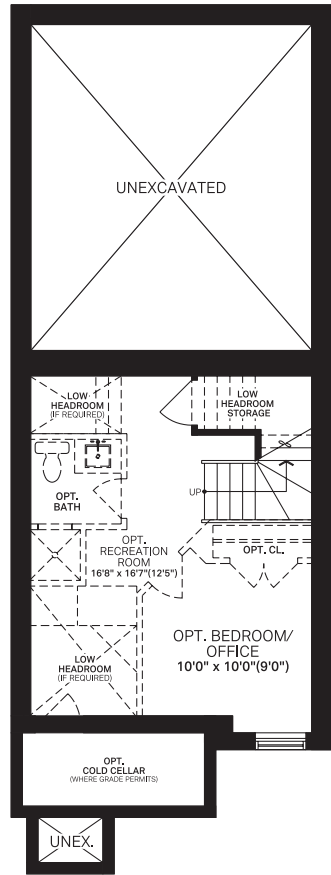 UNEXCAVATED
LOW
HEADROOM
(IF REQUIRED)
LOW
HEADROOM
STORAGE
OPT.
BATH
UP
OPT.
RECREATION
ROOM
16'8" x 16'7"(12'5")
OPT. CL.
OPT. BEDROOM/
OFFICE
10'0" x 10'0"(9'0")
LOW
HEADROOM
(IF REQUIRED)
OPT.
COLD CELLAR
(WHERE GRADE PERMITS)
UNEX.